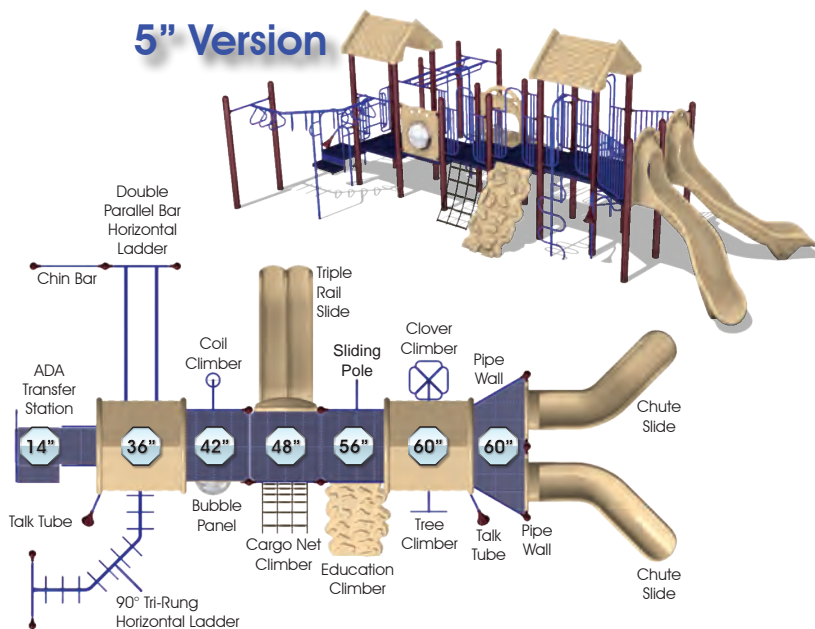 5” Version
Double
Parallel Bar
Horizontal
Ladder
Chin Bar
Triple
Rail
Slide
Coil
Climber
Sliding
Pole
Clover
Climber
Pipe
Wall
ADA
Transfer
Station
Chute
Slide
14”
36”
42”
48”
56”
60”
60”
Talk Tube
Bubble
Panel
Cargo Net
Climber
Education
Climber
Tree
Climber
Talk
Tube
Pipe
Wall
Chute
Slide
90° Tri-Rung
Horizontal Ladder